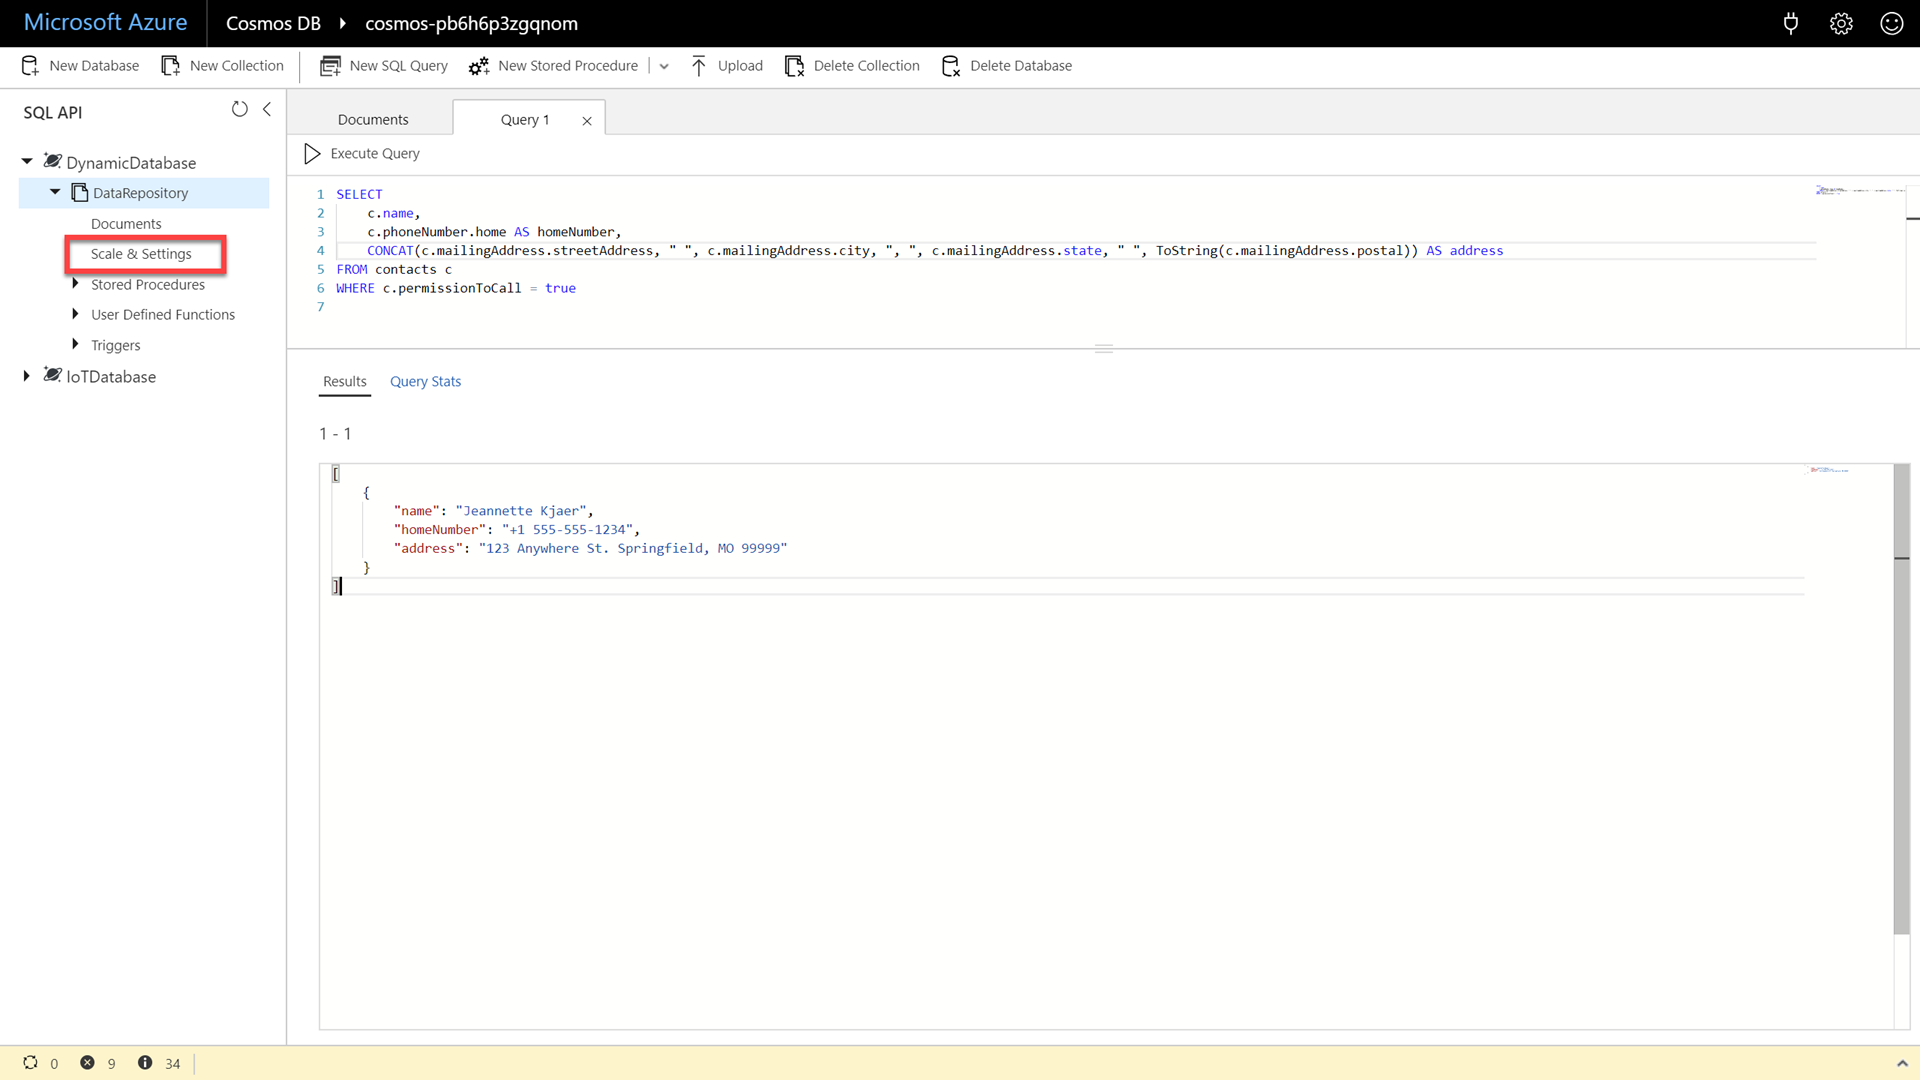 Microsoft Azure
Cosmos DB
cosmos-pb6h6p3zgqnom
New Database
New Collection
New SQL Query
New Stored Procedure
Upload
Delete Collection
Delete Database
SQL API
DynamicDatabase
DataRepository
Documents
Scale & Settings
Stored Procedures
User Defined Functions
Triggers
IoTDatabase
Documents
Query 1
Execute Query
1 SELECT
2 c.name,
3 c.phoneNumber.home AS homeNumber,
4 CONCAT(c.mailingAddress.streetAddress, " ", c.mailingAddress.city, ", ", c.mailingAddress.state, " ", ToString(c.mailingAddress.postal)) AS address
5 FROM contacts c
6 WHERE c.permissionToCall = true
7
Results
Query Stats
1 - 1
[
{
"name": "Jeannette Kjaer",
"homeNumber": "+1 555-555-1234",
"address": "123 Anywhere St. Springfield, MO 99999"
}
]
0
9
34